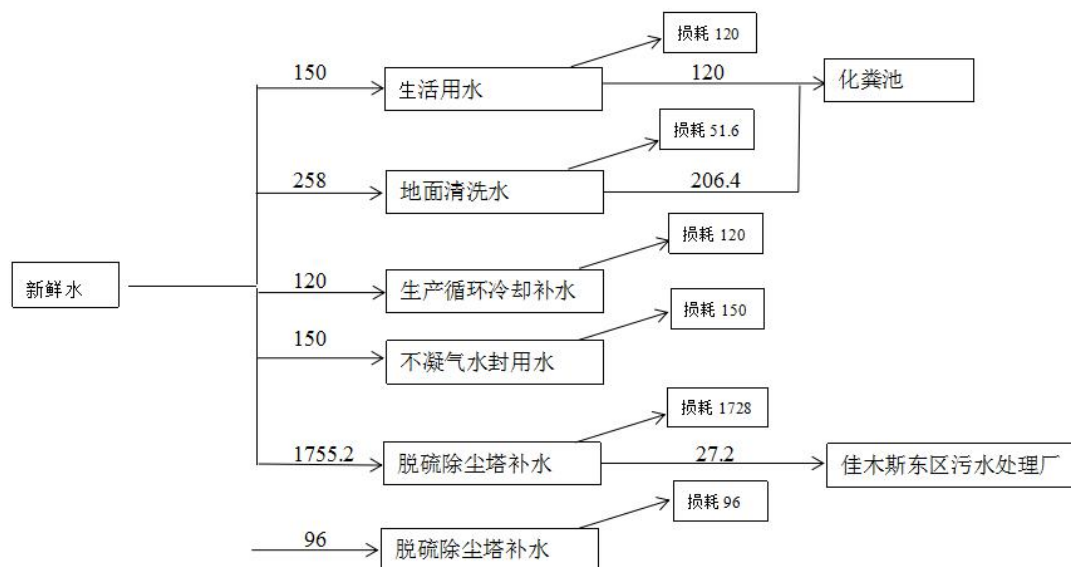 损耗 120
150
生活用水
120
化粪池
损耗 51.6
258
地面清洗水
206.4
损耗 120
新鲜水
120
生产循环冷却补水
损耗 150
150
不凝气水封用水
损耗 1728
1755.2
脱硫除尘塔补水
27.2
佳木斯东区污水处理厂
损耗 96
96
脱硫除尘塔补水